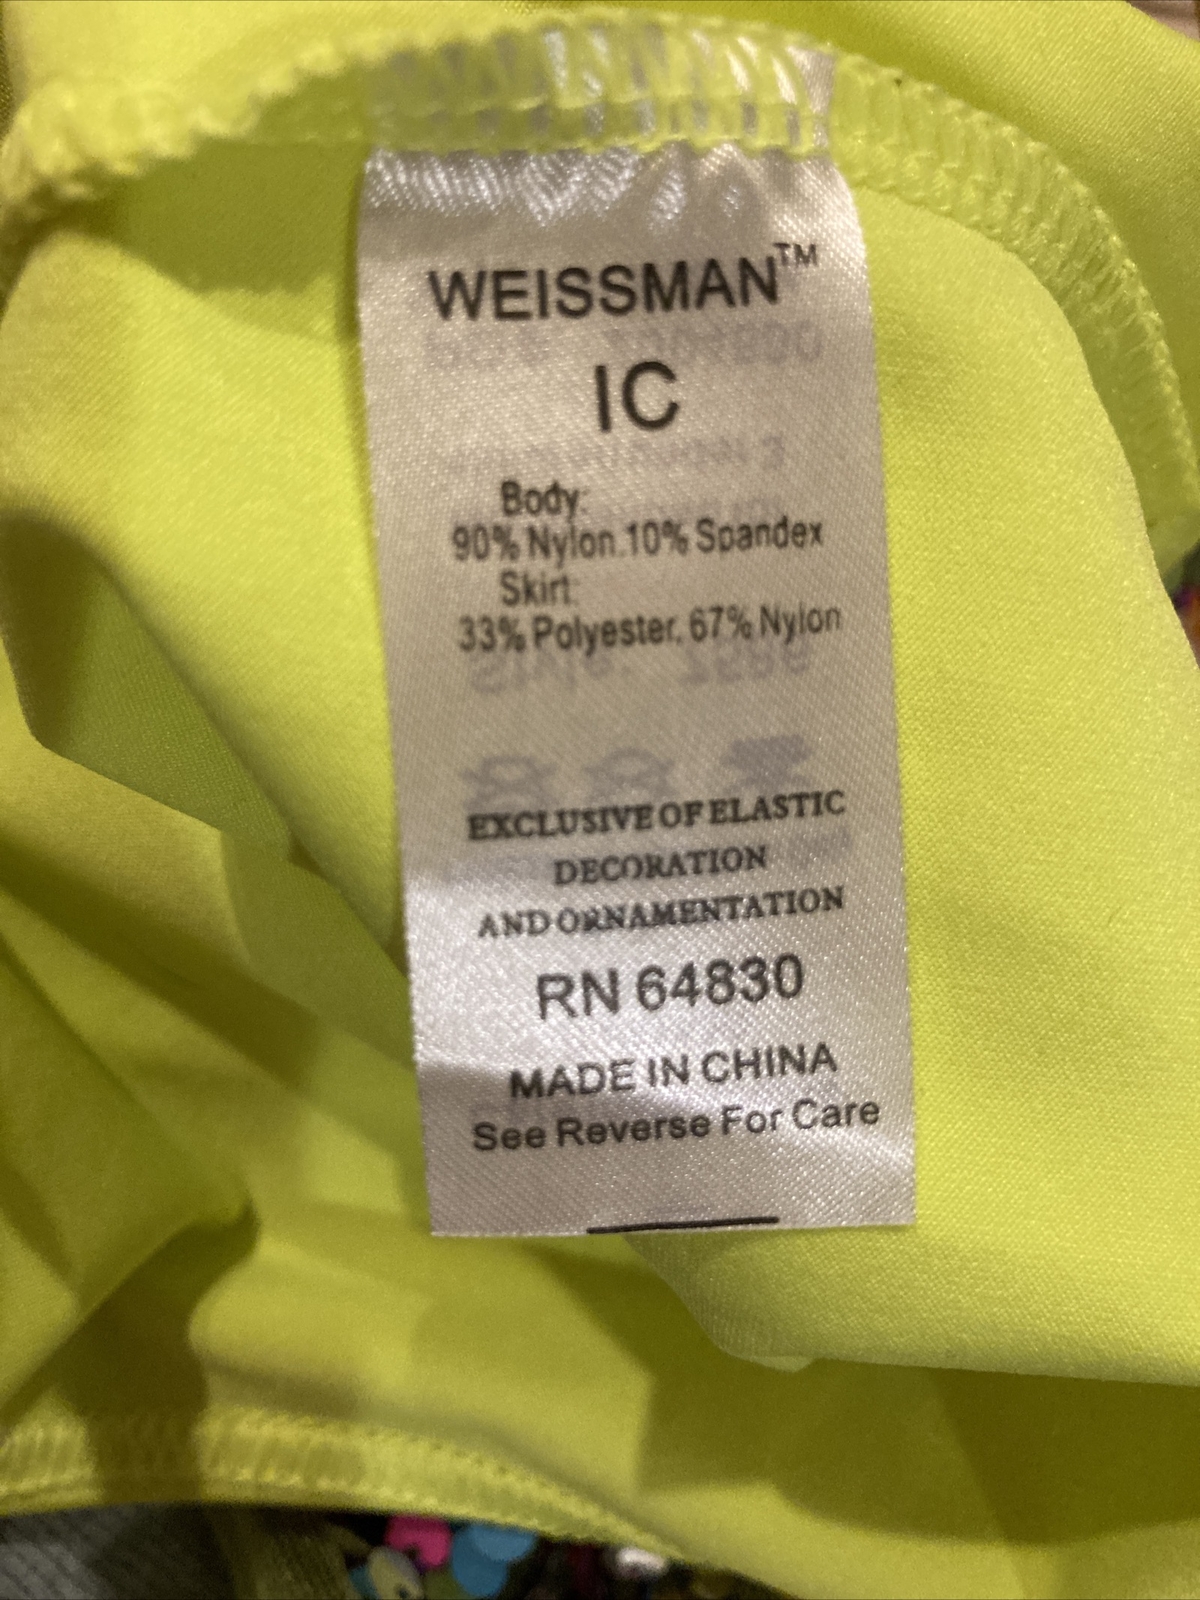 WEISSMAN™
IC
Body:
90% Nylon.10% Spandex
Skirt:
33% Polyester. 67% Nylon
EXCLUSIVE OF ELASTIC
DECORATION
AND ORNAMENTATION
RN 64830
MADE IN CHINA
See Reverse For Care